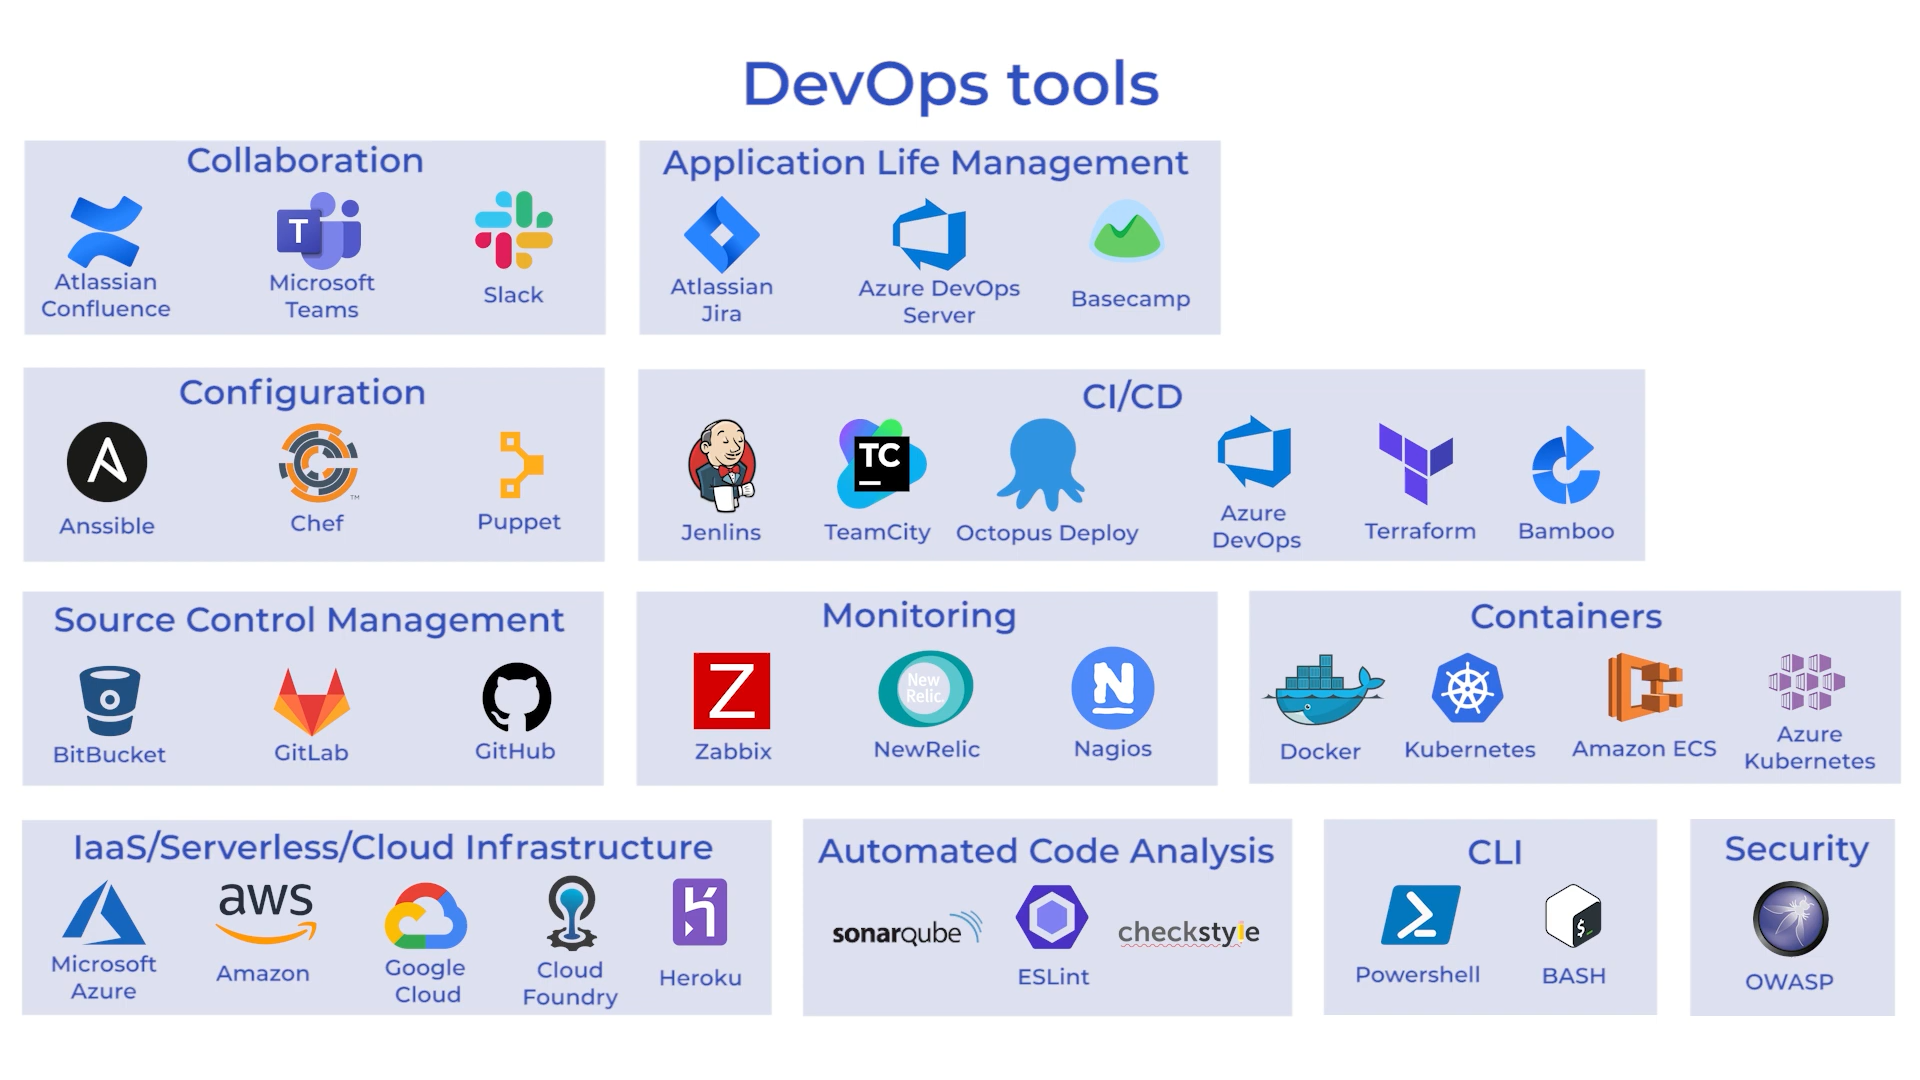 DevOps tools
Collaboration
T
Atlassian
Confluence
Microsoft
Teams
Slack
Application Life Management
Atlassian
Jira
Azure DevOps
Server
Basecamp
Configuration
Anssible
TM
Chef
Puppet
CI/CD
Jenlins
TC
TeamCity
Octopus Deploy
Azure
DevOps
Terraform
Bamboo
Source Control Management
BitBucket
GitLab
GitHub
Monitoring
Z
Zabbix
New
Relic.
NewRelic
N
Nagios
Containers
Docker
Kubernetes
Amazon ECS
Azure
Kubernetes
IaaS/Serverless/Cloud Infrastructure
Microsoft
Azure
aws
Amazon
Google
Cloud
Cloud
Foundry
Heroku
Automated Code Analysis
sonarqube
ESLint
checkstyle
CLI
Powershell
$_
BASH
Security
OWASP